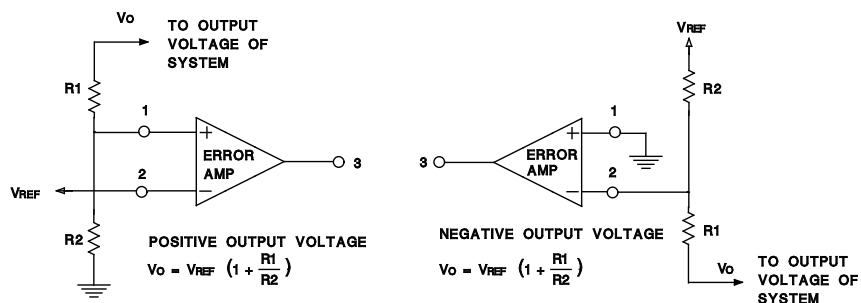 Vo
TO OUTPUT
VOLTAGE OF
SYSTEM
R1
1
+
ERROR
AMP
3
2
−
VREF
R2
POSITIVE OUTPUT VOLTAGE
Vo = VREF (1 + R1/R2)
VREF
R2
1
+
3
ERROR
AMP
2
−
R1
NEGATIVE OUTPUT VOLTAGE
Vo = VREF (1 + R1/R2)
Vo
TO OUTPUT
VOLTAGE OF
SYSTEM